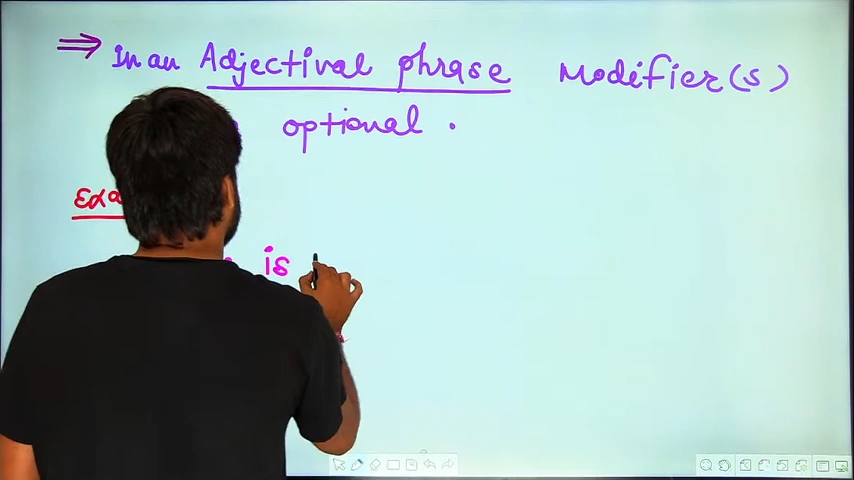 ⇒ In an Adjectival phrase Modifier(s)
optional .
is